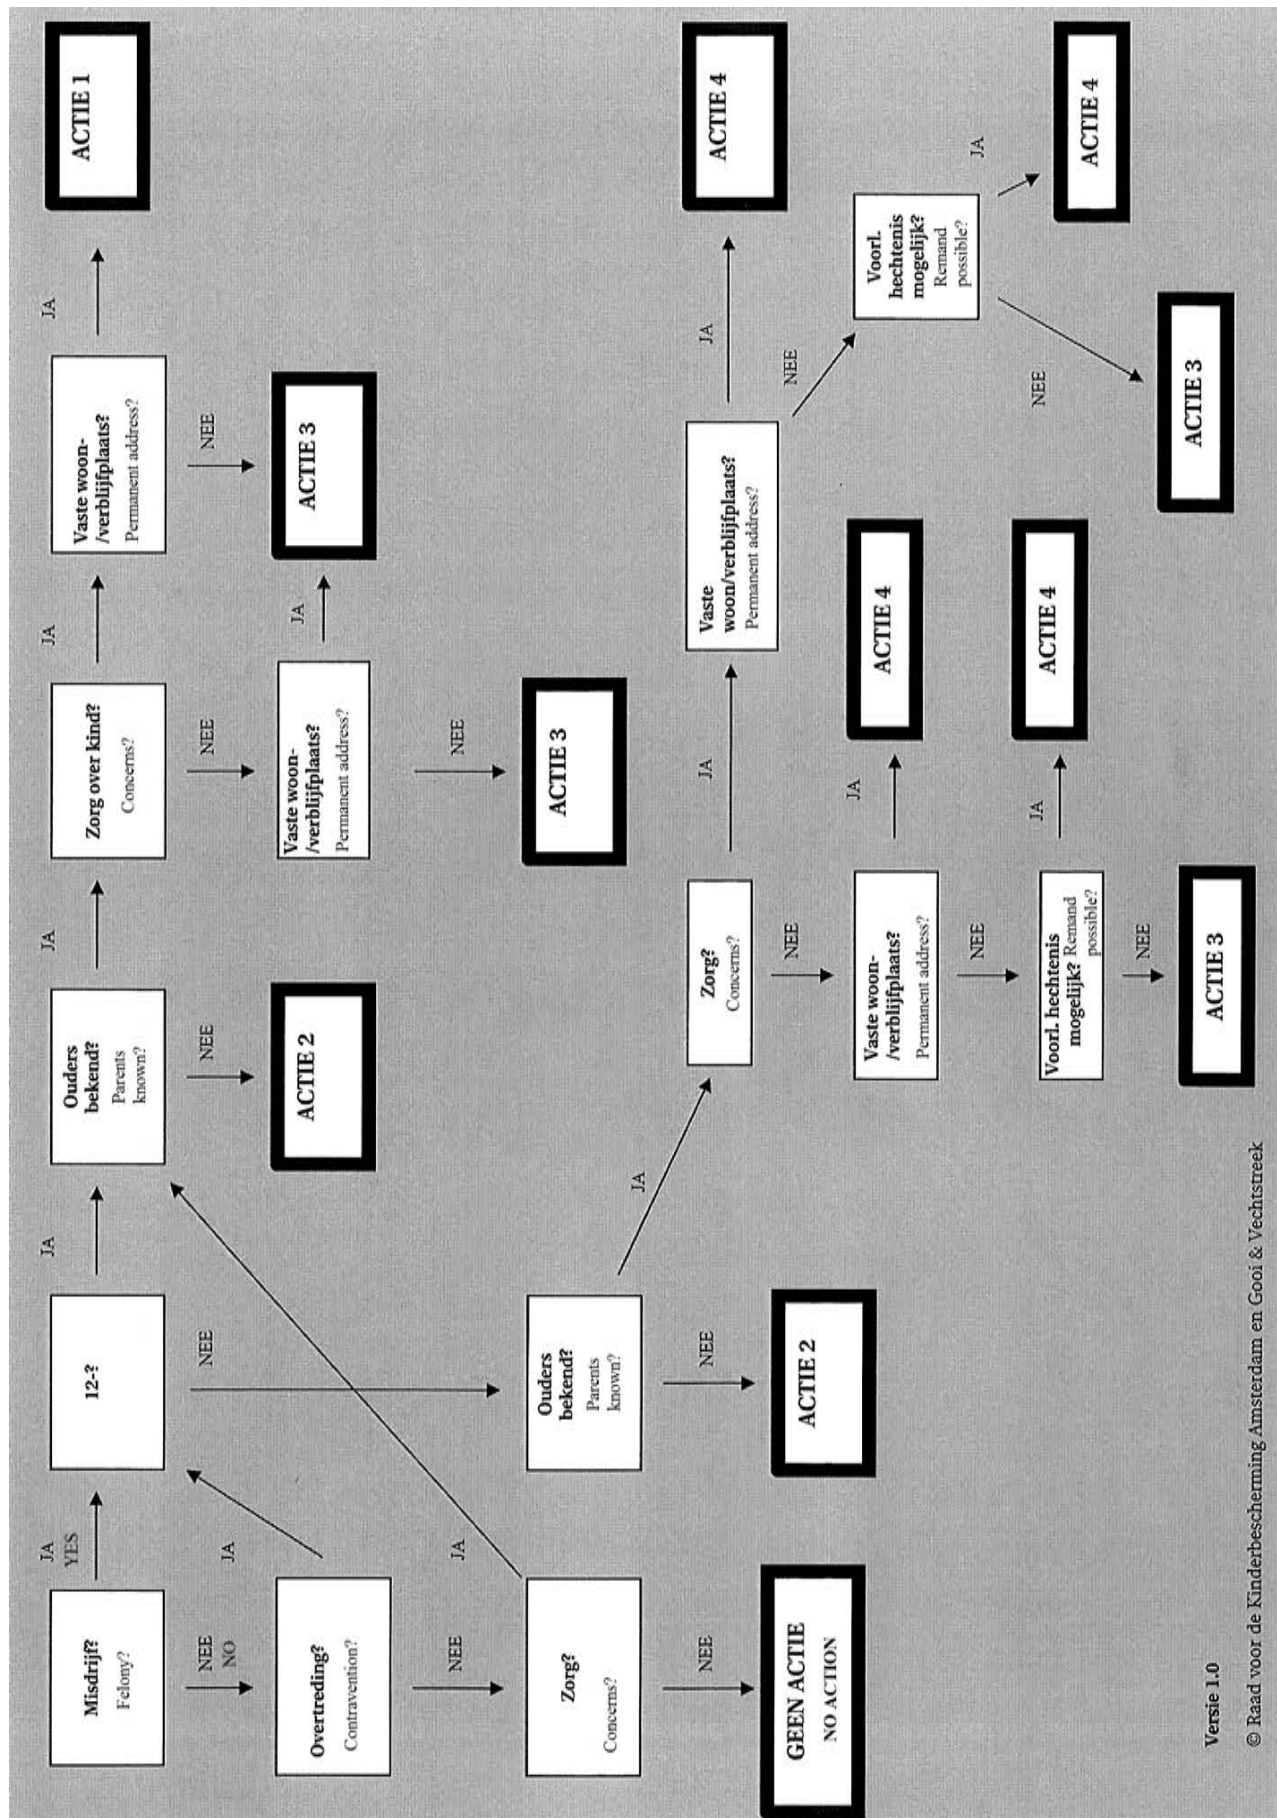 Misdrijf?
Felony?
JA
YES
12-?
JA
Ouders
bekend?
Parents
known?
JA
Zorg over kind?
Concerns?
JA
Vaste woon-
/verblijfplaats?
Permanent address?
JA
ACTIE 1
NEE
NO
NEE
NEE
NEE
NEE
Overtreding?
Contravention?
JA
ACTIE 2
Vaste woon-
/verblijfplaats?
Permanent address?
JA
ACTIE 3
NEE
NEE
Zorg?
Concerns?
JA
Ouders
bekend?
Parents
known?
JA
ACTIE 3
NEE
NEE
GEEN ACTIE
NO ACTION
ACTIE 2
Zorg?
Concerns?
JA
Vaste
woon/verblijfplaats?
Permanent address?
JA
ACTIE 4
NEE
NEE
Vaste woon-
/verblijfplaats?
Permanent address?
JA
ACTIE 4
Voorl.
hechtenis
mogelijk?
Remand
possible?
JA
NEE
NEE
Voorl. hechtenis
mogelijk? Remand
possible?
JA
ACTIE 4
ACTIE 4
NEE
ACTIE 3
ACTIE 3
Versie 1.0
© Raad voor de Kinderbescherming Amsterdam en Gooi & Vechtstreek